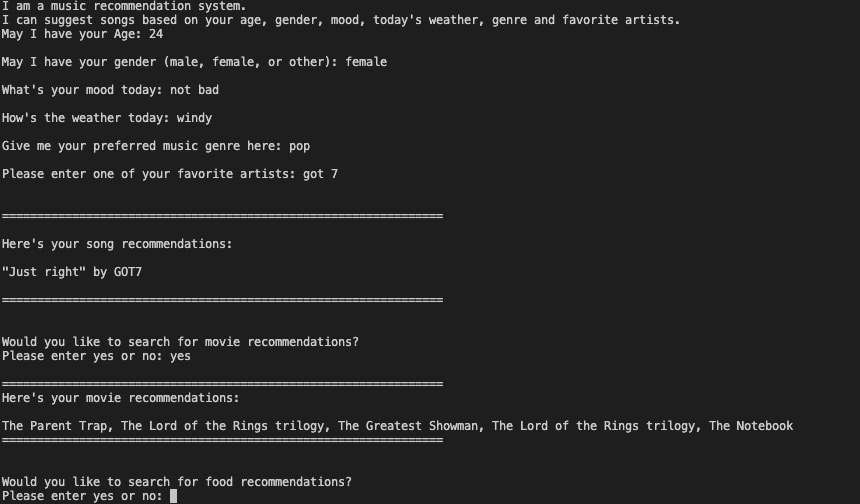 I am a music recommendation system.
I can suggest songs based on your age, gender, mood, today's weather, genre and favorite artists.
May I have your Age: 24
May I have your gender (male, female, or other): female
What's your mood today: not bad
How's the weather today: windy
Give me your preferred music genre here: pop
Please enter one of your favorite artists: got 7
===============================================================
Here's your song recommendations:
"Just right" by GOT7
===============================================================
Would you like to search for movie recommendations?
Please enter yes or no: yes
===============================================================
Here's your movie recommendations:
The Parent Trap, The Lord of the Rings trilogy, The Greatest Showman, The Lord of the Rings trilogy, The Notebook
===============================================================
Would you like to search for food recommendations?
Please enter yes or no: